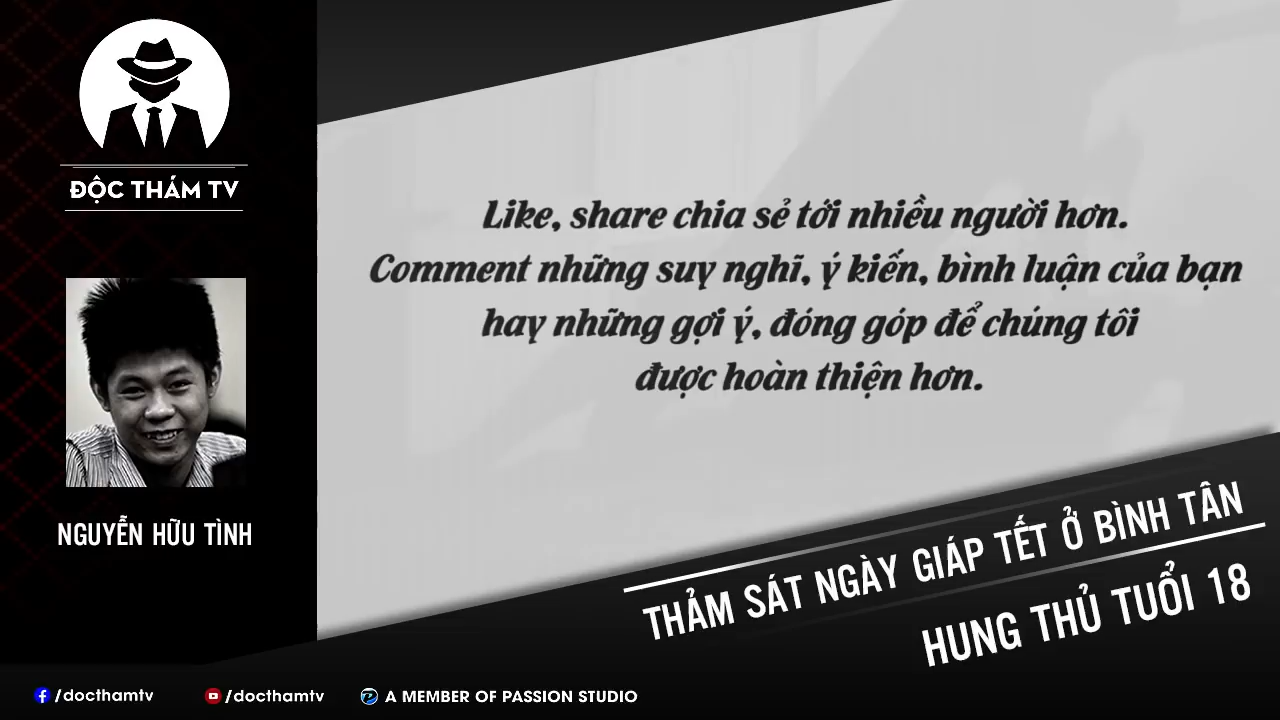 ĐỘC THÁM TV
NGUYỄN HỮU TÌNH
Like, share chia sẻ tới nhiều người hơn.
Comment những suy nghĩ, ý kiến, bình luận của bạn
hay những gợi ý, đóng góp để chúng tôi
được hoàn thiện hơn.
THẢM SÁT NGÀY GIÁP TẾT Ở BÌNH TÂN
HUNG THỦ TUỔI 18
/docthamtv
/docthamtv
A MEMBER OF PASSION STUDIO